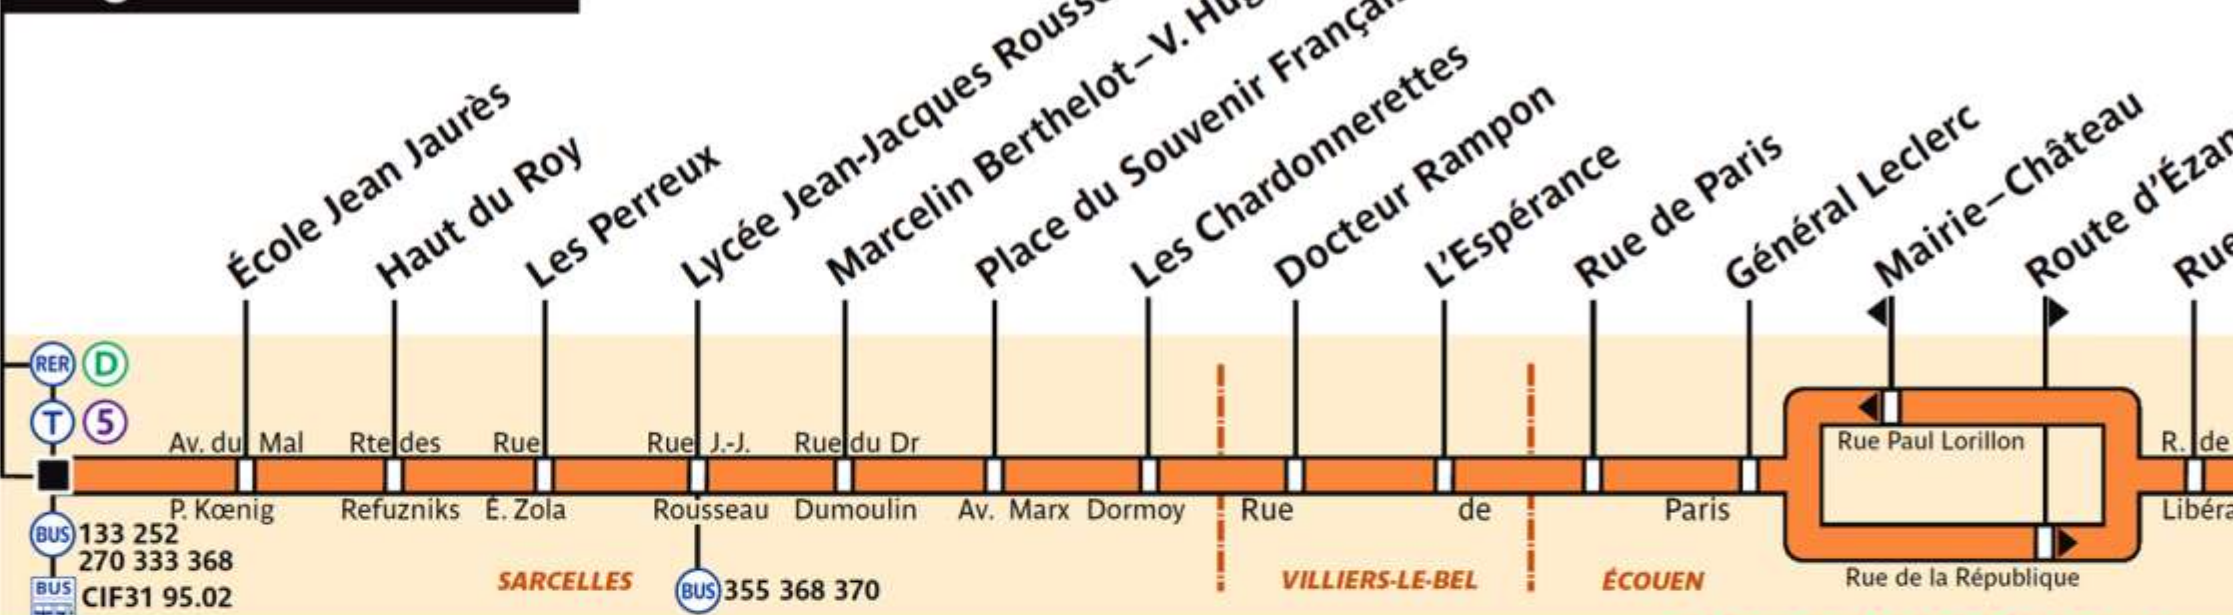 École Jean Jaurès
Haut du Roy
Les Perreux
Lycée Jean-Jacques
Marcelin Berthelot – V.
Place du Souvenir
Les Chardonnerettes
Docteur Rampon
L'Espérance
Rue de Paris
Général Leclerc
Mairie – Château
Route
RER D
T 5
Av. du Mal
P. Kœnig
Rte des
Refuzniks
Rue
É. Zola
Rue J.-J.
Rousseau
Rue du Dr
Dumoulin
Av. Marx Dormoy
Rue de Paris
Rue Paul Lorillon
Rue de la République
R. de
BUS 133 252
270 333 368
BUS CIF31 95.02
BUS 355 368 370
SARCELLES
VILLIERS-LE-BEL
ÉCOUEN